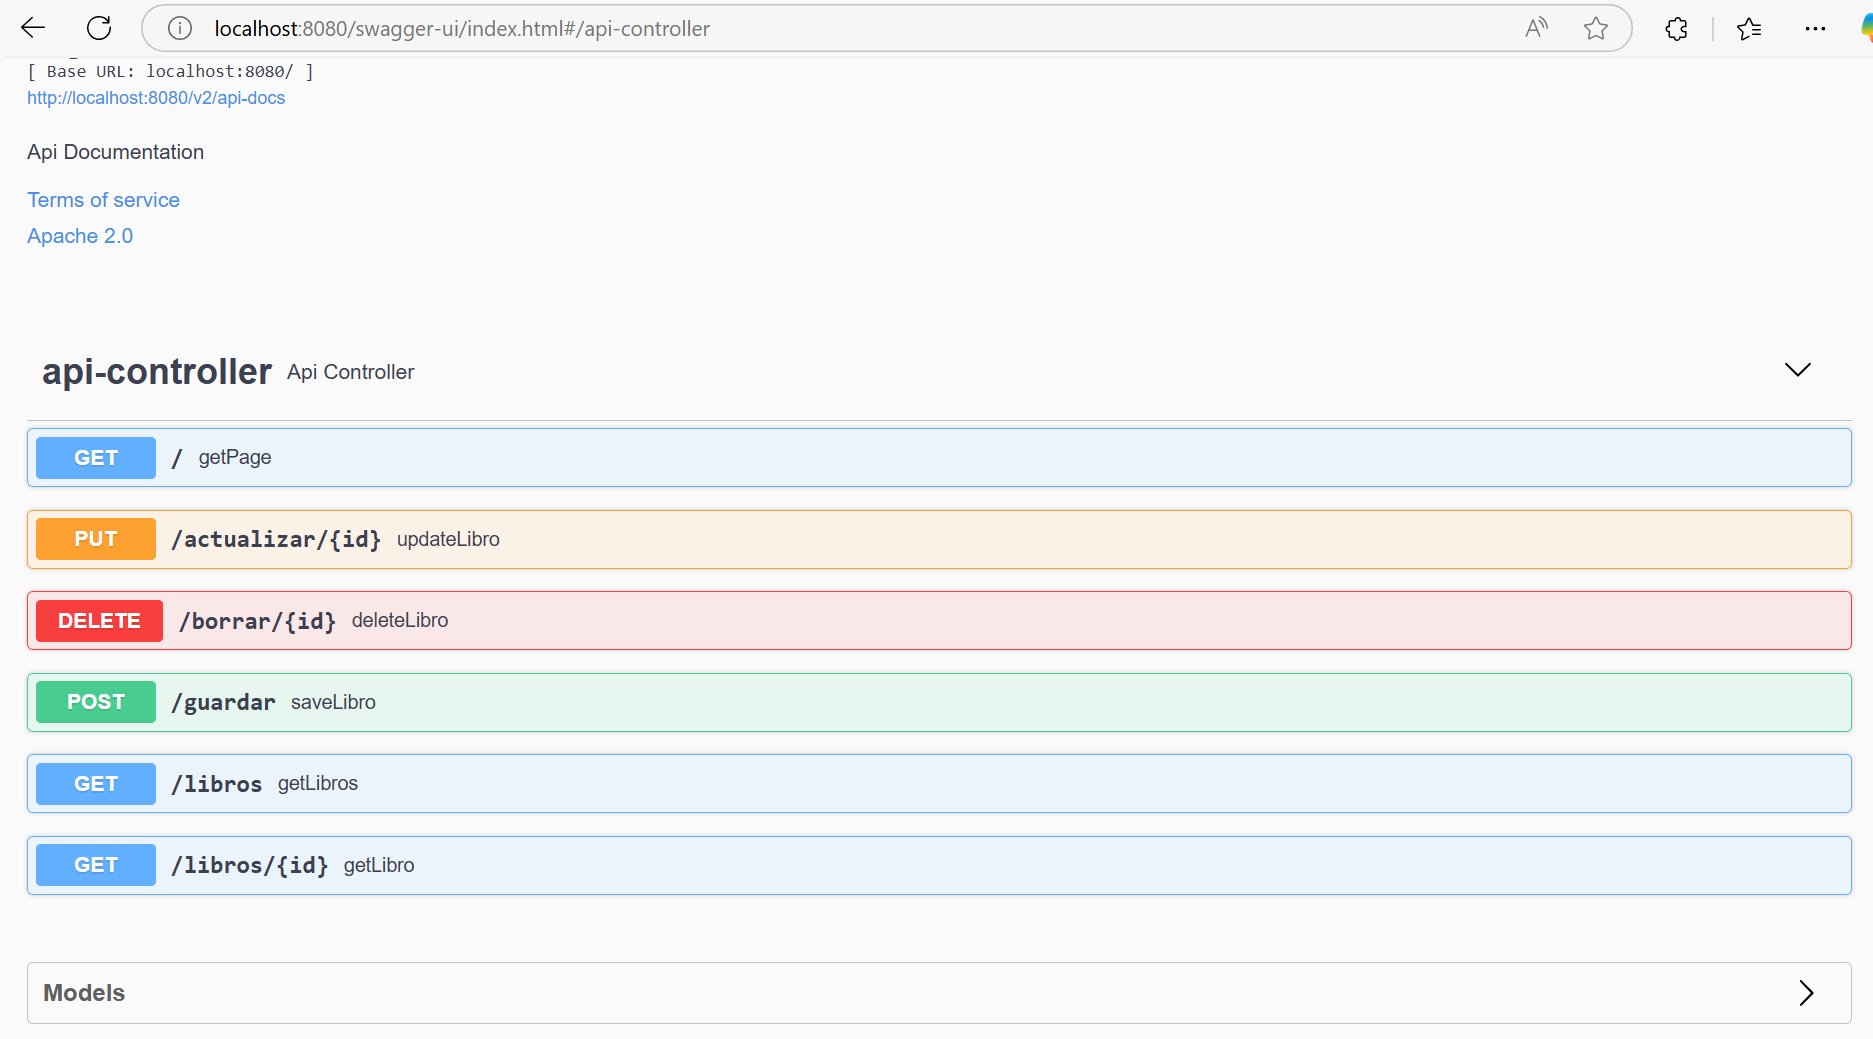 localhost:8080/swagger-ui/index.html#/api-controller
[ Base URL: localhost:8080/ ]
http://localhost:8080/v2/api-docs
Api Documentation
Terms of service
Apache 2.0
api-controller Api Controller
GET / getPage
PUT /actualizar/{id} updateLibro
DELETE /borrar/{id} deleteLibro
POST /guardar saveLibro
GET /libros getLibros
GET /libros/{id} getLibro
Models